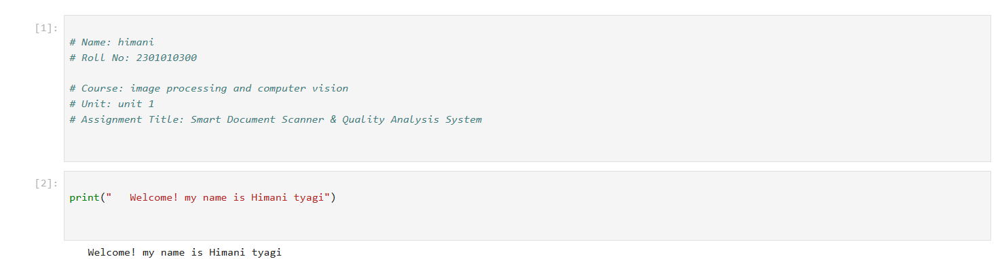 [1]:
# Name: himani
# Roll No: 2301010300
# Course: image processing and computer vision
# Unit: unit 1
# Assignment Title: Smart Document Scanner & Quality Analysis System
[2]:
print("   Welcome! my name is Himani tyagi")
Welcome! my name is Himani tyagi